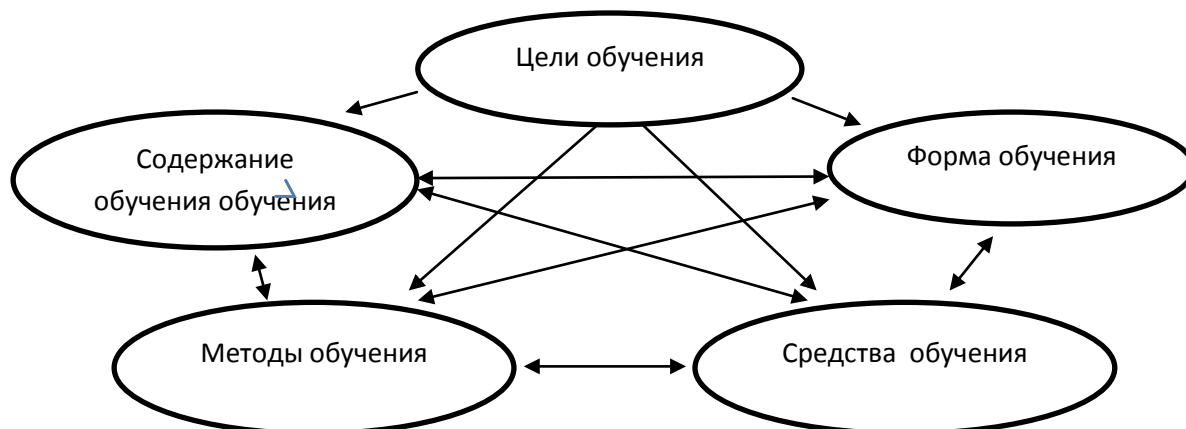 Цели обучения
Содержание
обучения обучения
Форма обучения
Методы обучения
Средства  обучения